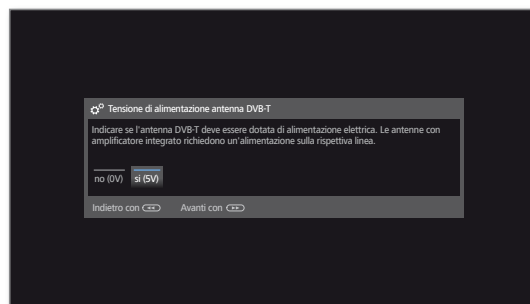 Tensione di alimentazione antenna DVB-T
Indicare se l'antenna DVB-T deve essere dotata di alimentazione elettrica. Le antenne con
amplificatore integrato richiedono un'alimentazione sulla rispettiva linea.
no (0V) si (5V)
Indietro con Avanti con